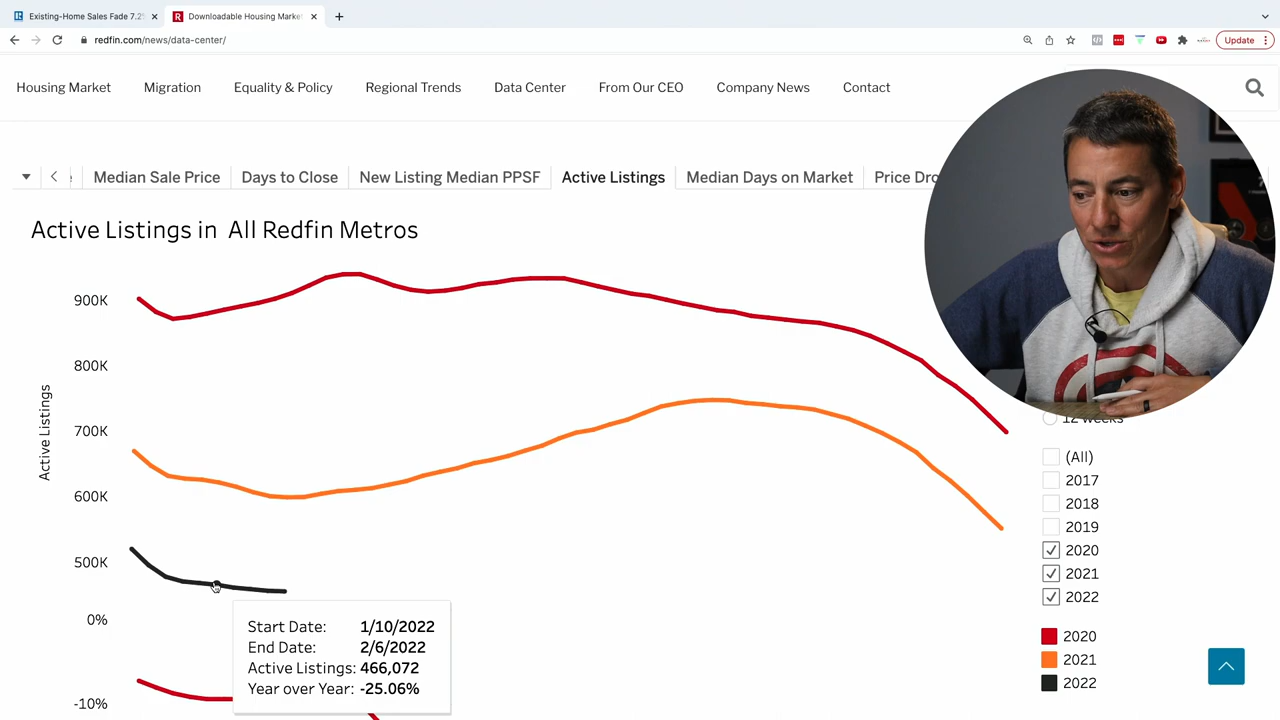 Existing-Home Sales Fade 7.2
Downloadable Housing Market
redfin.com/news/data-center/
Update
Housing Market
Migration
Equality & Policy
Regional Trends
Data Center
From Our CEO
Company News
Contact
Median Sale Price
Days to Close
New Listing Median PPSF
Active Listings
Median Days on Market
Price Dro
Active Listings in All Redfin Metros
900K
800K
700K
600K
500K
0%
-10%
Active Listings
Start Date: 1/10/2022
End Date: 2/6/2022
Active Listings: 466,072
Year over Year: -25.06%
12 weeks
(All)
2017
2018
2019
2020
2021
2022
2020
2021
2022